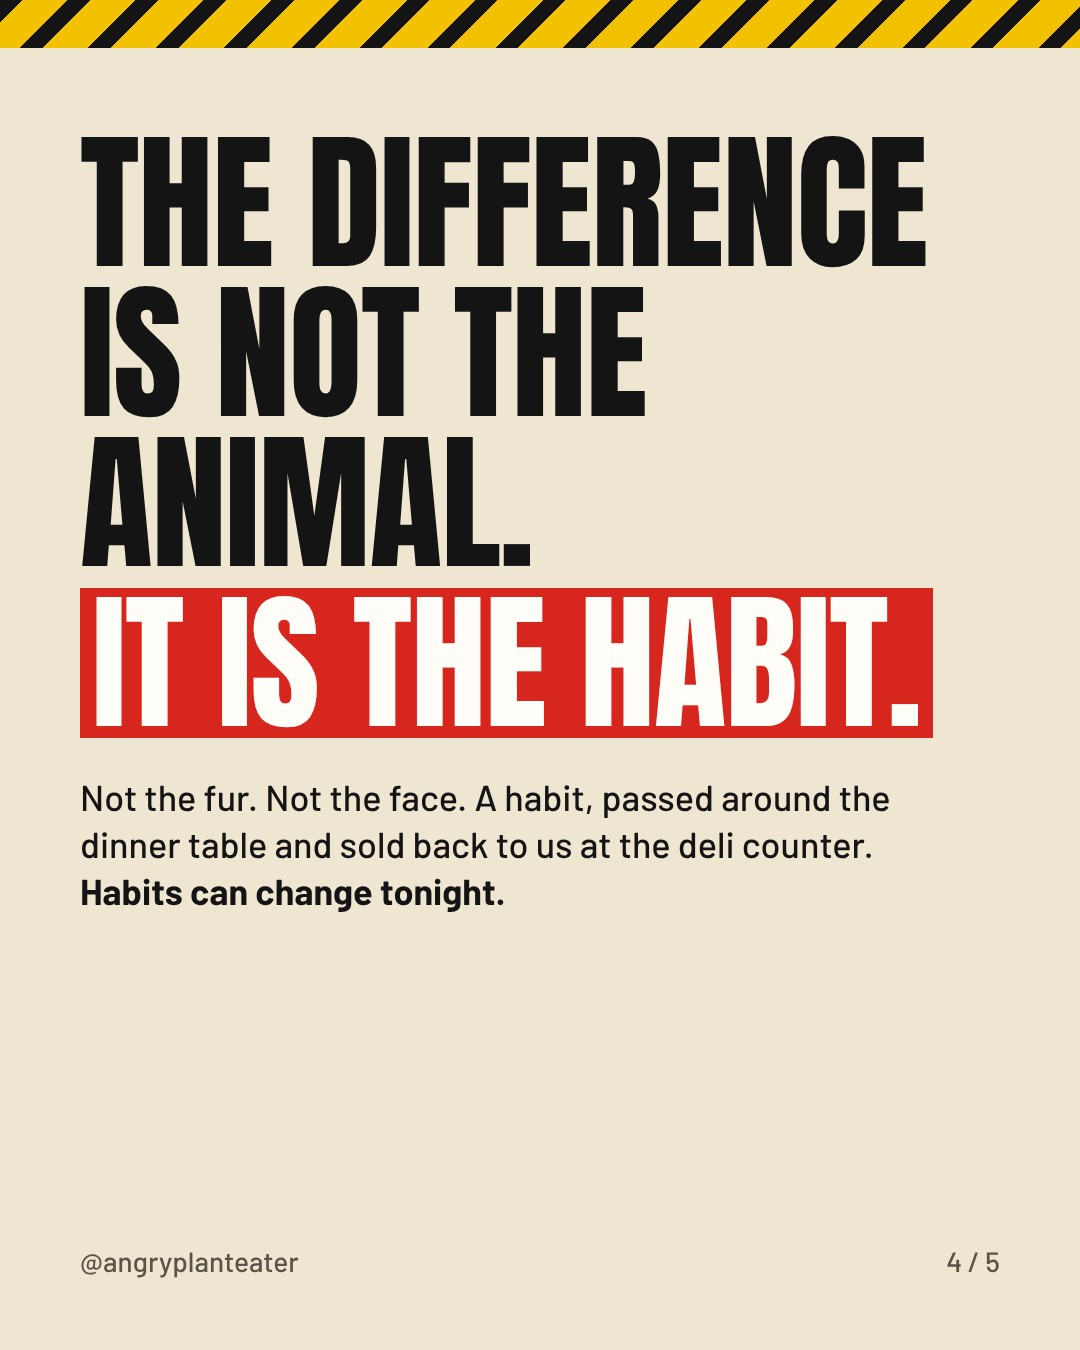 THE DIFFERENCE
IS NOT THE
ANIMAL.
IT IS THE HABIT.
Not the fur. Not the face. A habit, passed around the
dinner table and sold back to us at the deli counter.
Habits can change tonight.
@angryplanteater
4 / 5